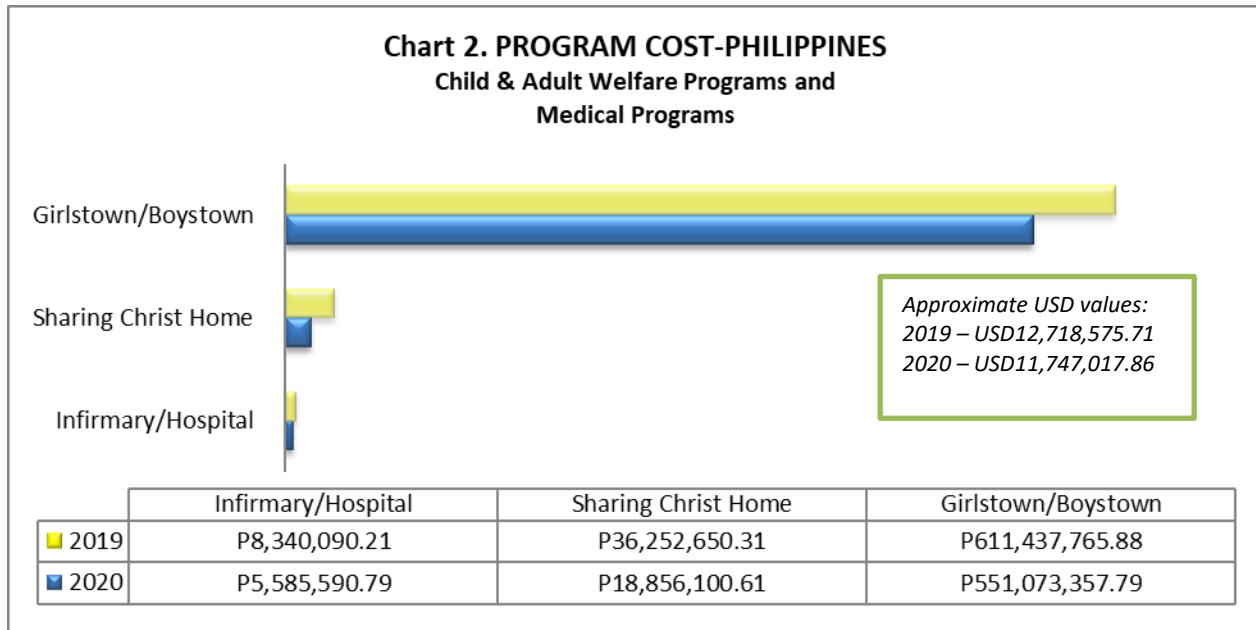 Chart 2. PROGRAM COST-PHILIPPINES
Child & Adult Welfare Programs and
Medical Programs
Girlstown/Boystown
Sharing Christ Home
Infirmary/Hospital
Approximate USD values:
2019 – USD12,718,575.71
2020 – USD11,747,017.86
Infirmary/Hospital Sharing Christ Home Girlstown/Boystown
2019 P8,340,090.21 P36,252,650.31 P611,437,765.88
2020 P5,585,590.79 P18,856,100.61 P551,073,357.79